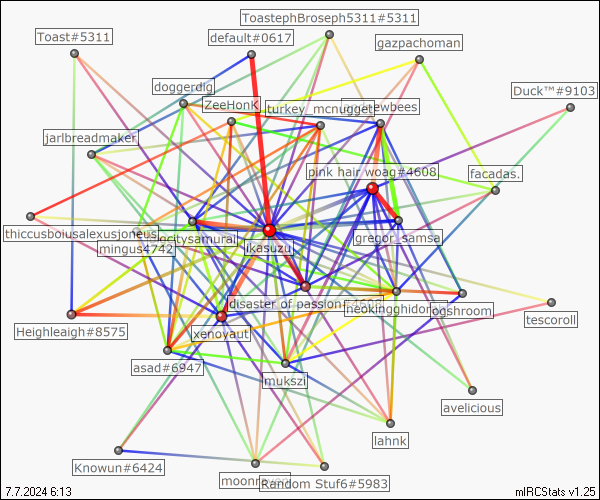 ToastephBroseph5311#5311
Toast#5311
default#0617
gazpachoman
doggerdig
Duck™#9103
ZeeHonK
turkey_mcnugget
ewbees
jarlbreadmaker
pink hair woag#4608
facadas.
thiccusboiusalexusjoneus
ocitysamurai
gregor_samsa
mingus4742
ikasuzu
disaster of passion
neokingghidor
ogshroom
tescoroll
Heighleaigh#8575
xenoyaut
asad#6947
mukszi
avelicious
lahnk
Knowun#6424
moonr
Random Stuf6#5983
7.7.2024 6:13
mIRCStats v1.25